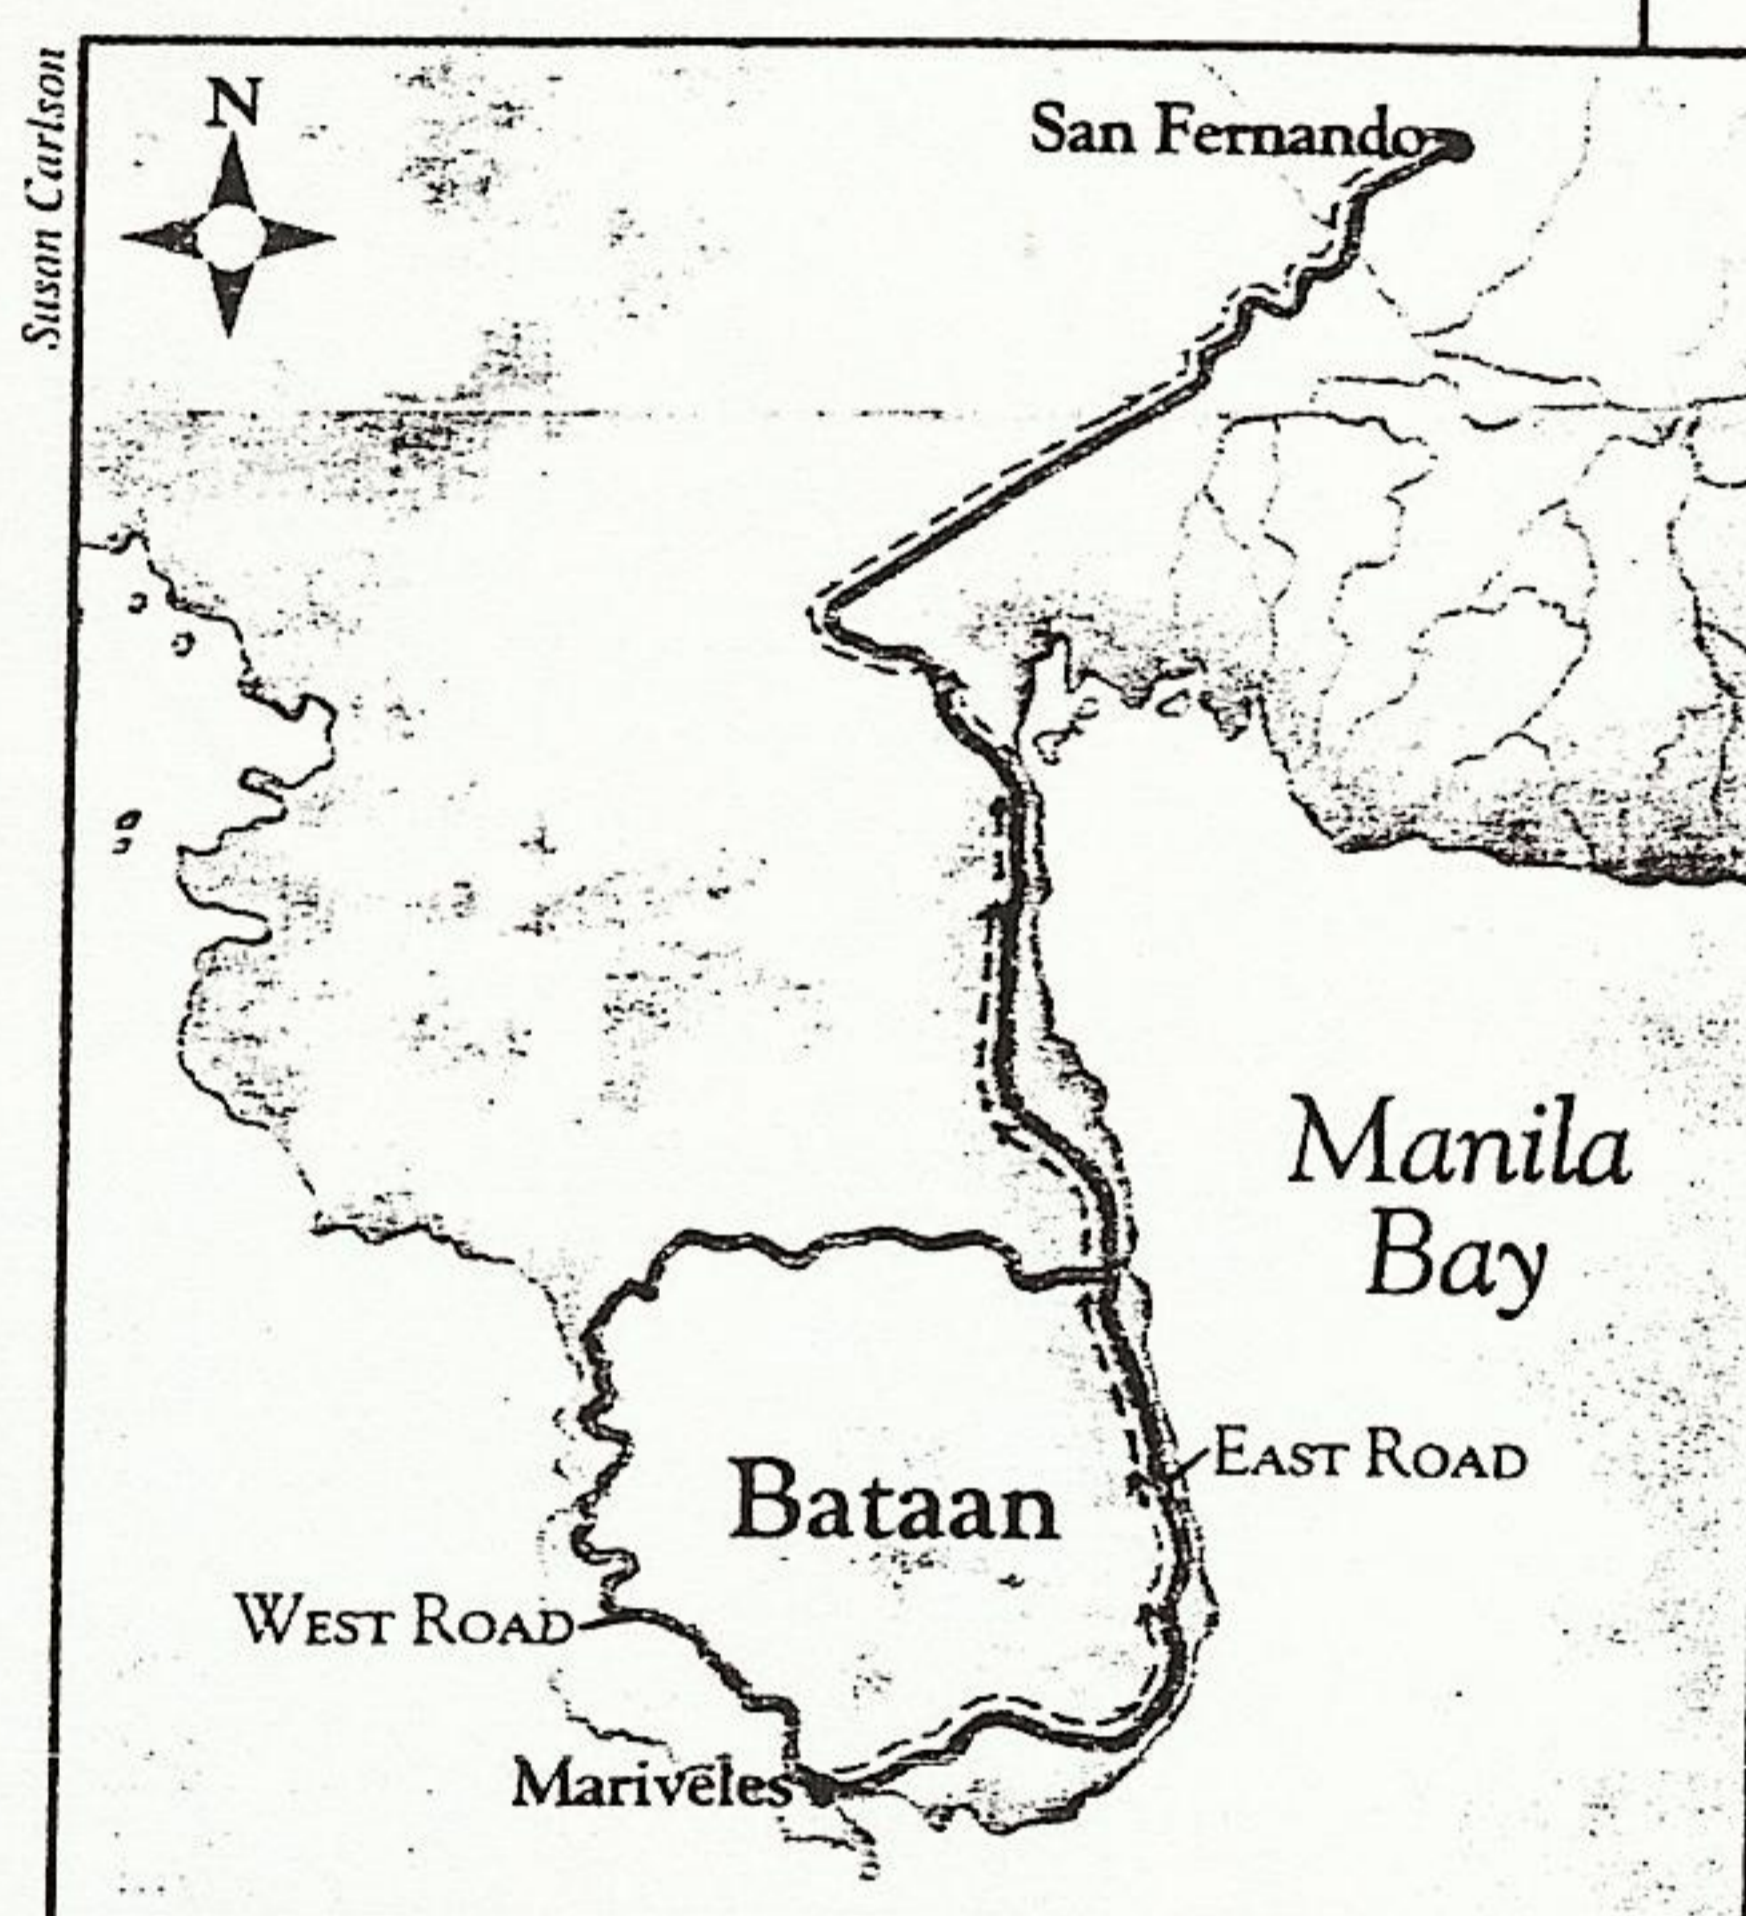 Susan Carlson
N
San Fernando
Manila
Bay
EAST ROAD
Bataan
WEST ROAD
Mariveles